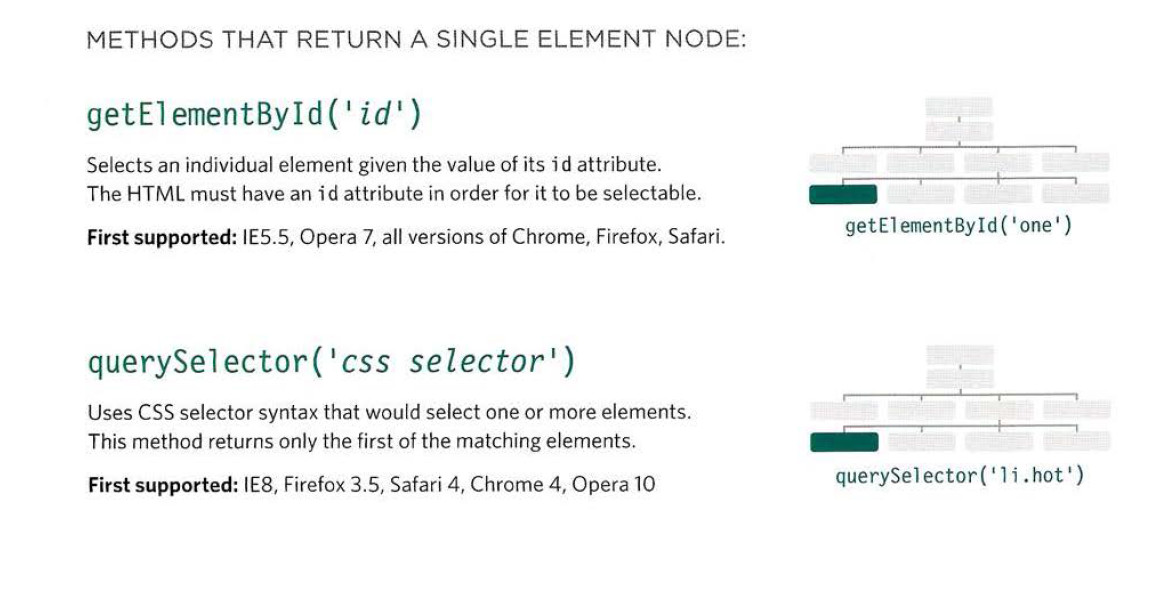 METHODS THAT RETURN A SINGLE ELEMENT NODE:
getElementById('id')
Selects an individual element given the value of its id attribute.
The HTML must have an id attribute in order for it to be selectable.
First supported: IE5.5, Opera 7, all versions of Chrome, Firefox, Safari.
getElementById('one')
querySelector('css selector')
Uses CSS selector syntax that would select one or more elements.
This method returns only the first of the matching elements.
First supported: IE8, Firefox 3.5, Safari 4, Chrome 4, Opera 10
querySelector('li.hot')